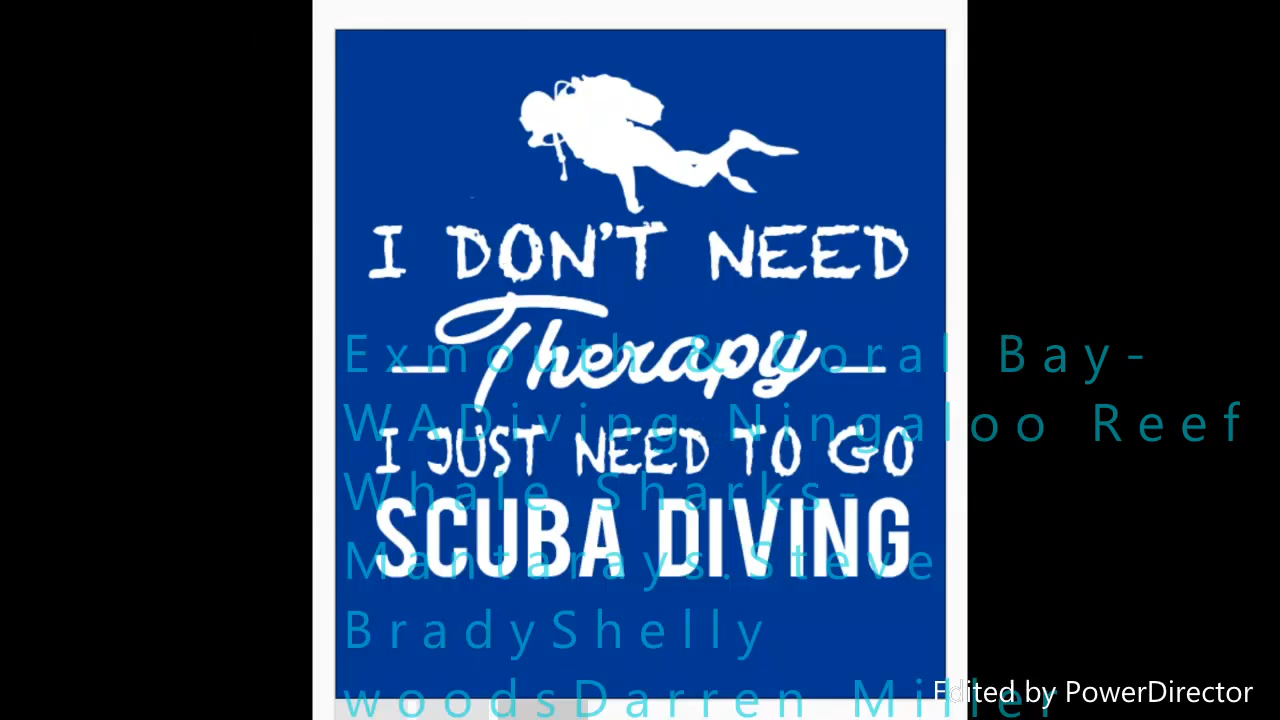 I DON'T NEED
Therapy
I JUST NEED TO GO
SCUBA DIVING
Exmouth & Coral Bay-
WADiving Ningaloo Reef
Whale Sharks-
Mantarays.Steve
BradyShelly
woodsDarren Miller
Edited by PowerDirector